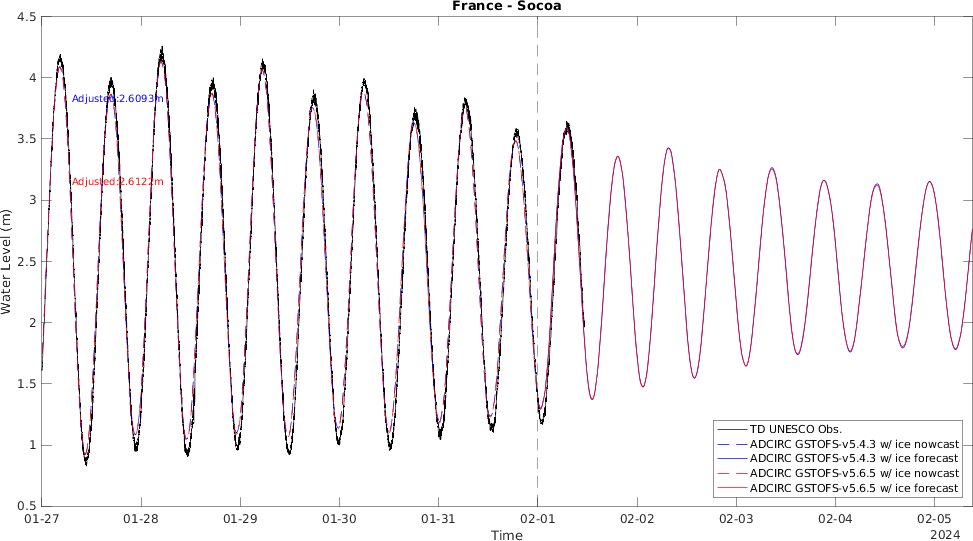 France - Socoa
4.5
4
3.5
3
2.5
2
1.5
1
0.5
Water Level (m)
Adjusted:2.6093m
Adjusted:2.6122m
TD UNESCO Obs.
ADCIRC GSTOFS-v5.4.3 w/ ice nowcast
ADCIRC GSTOFS-v5.4.3 w/ ice forecast
ADCIRC GSTOFS-v5.6.5 w/ ice nowcast
ADCIRC GSTOFS-v5.6.5 w/ ice forecast
01-27 01-28 01-29 01-30 01-31 02-01 02-02 02-03 02-04 02-05
2024
Time